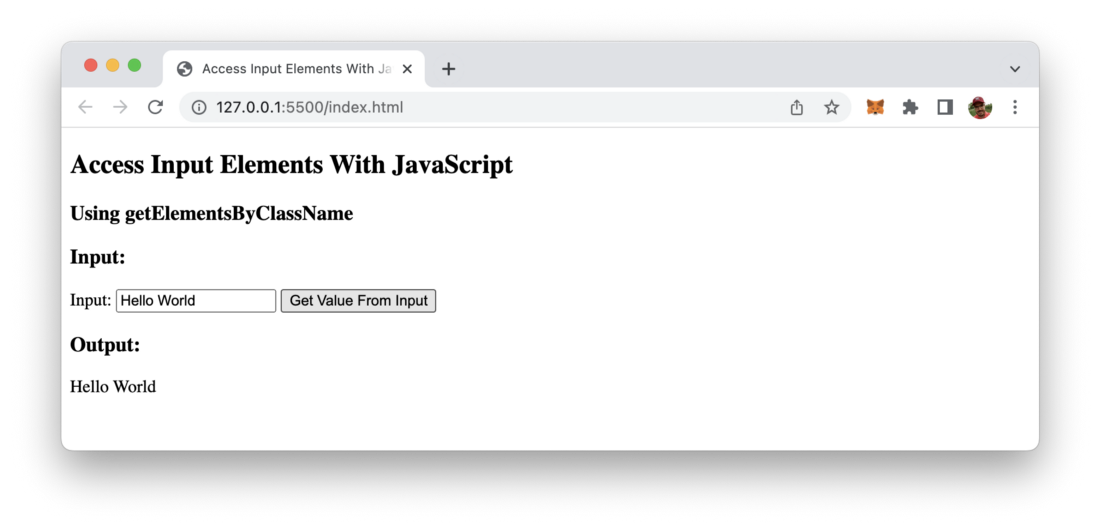 Access Input Elements With Ja
127.0.0.1:5500/index.html
Access Input Elements With JavaScript
Using getElementsByClassName
Input:
Input: Hello World Get Value From Input
Output:
Hello World